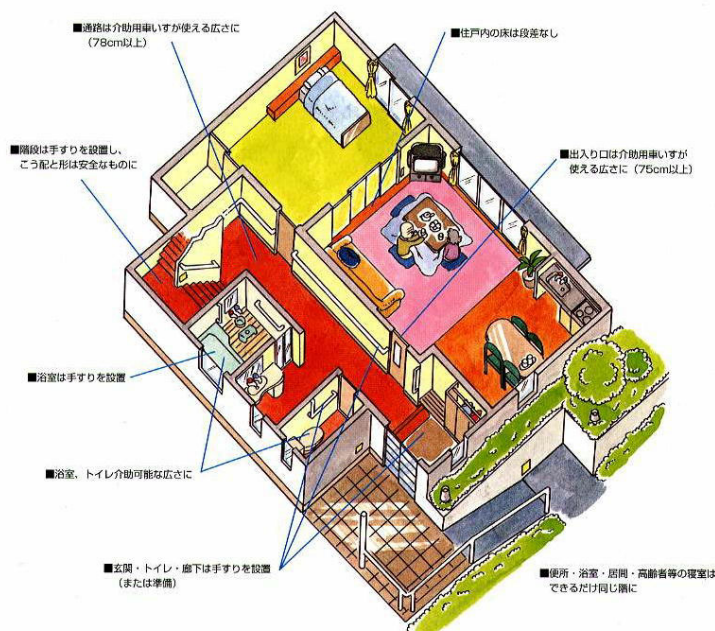 ■通路は介助用車いすが使える広さに
（78cm以上）
■住戸内の床は段差なし
■階段は手すりを設置し、
こう配と形は安全なものに
■出入り口は介助用車いすが
使える広さに（75cm以上）
■浴室は手すりを設置
■浴室、トイレ介助可能な広さに
■玄関・トイレ・廊下は手すりを設置
（または準備）
■便所・浴室・居間・高齢者等の寝室は
できるだけ同じ階に